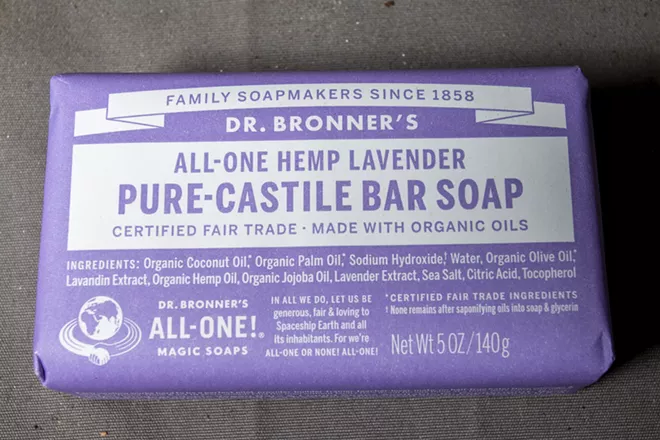 FAMILY SOAPMAKERS SINCE 1858
DR. BRONNER'S
ALL-ONE HEMP LAVENDER
PURE-CASTILE BAR SOAP
CERTIFIED FAIR TRADE · MADE WITH ORGANIC OILS
INGREDIENTS: Organic Coconut Oil,* Organic Palm Oil,* Sodium Hydroxide,† Water, Organic Olive Oil,*
Lavandin Extract, Organic Hemp Oil, Organic Jojoba Oil, Lavender Extract, Sea Salt, Citric Acid, Tocopherol
DR. BRONNER'S
ALL-ONE!®
MAGIC SOAPS
IN ALL WE DO, LET US BE
generous, fair & loving to
Spaceship Earth and all
its inhabitants. For we're
ALL-ONE OR NONE! ALL-ONE!
*CERTIFIED FAIR TRADE INGREDIENTS
† None remains after saponifying oils into soap & glycerin
Net Wt 5 OZ/140g